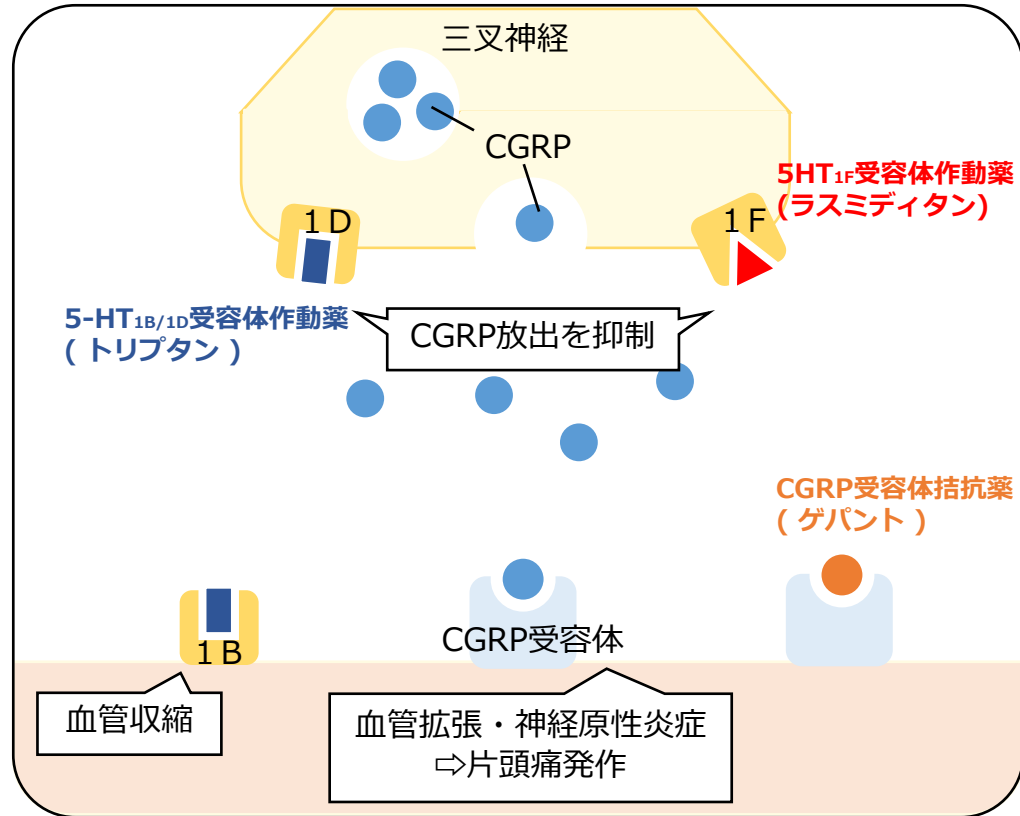 三叉神経
CGRP
5HT1F受容体作動薬
(ラスミディタン)
1D
1F
5-HT1B/1D受容体作動薬
( トリプタン )
CGRP放出を抑制
CGRP受容体拮抗薬
( ゲパント )
CGRP受容体
1B
血管収縮
血管拡張・神経原性炎症
⇨片頭痛発作